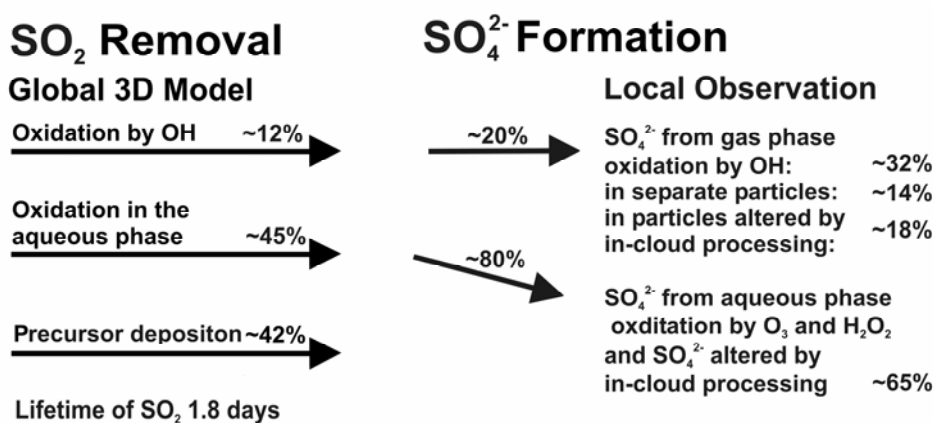 SO₂ Removal
Global 3D Model
Oxidation by OH ~12%
Oxidation in the
aqueous phase ~45%
Precursor depositon ~42%
Lifetime of SO₂ 1.8 days
SO₄²⁻ Formation
~20%
~80%
Local Observation
SO₄²⁻ from gas phase
oxidation by OH: ~32%
in separate particles: ~14%
in particles altered by
in-cloud processing: ~18%
SO₄²⁻ from aqueous phase
oxditation by O₃ and H₂O₂
and SO₄²⁻ altered by
in-cloud processing ~65%